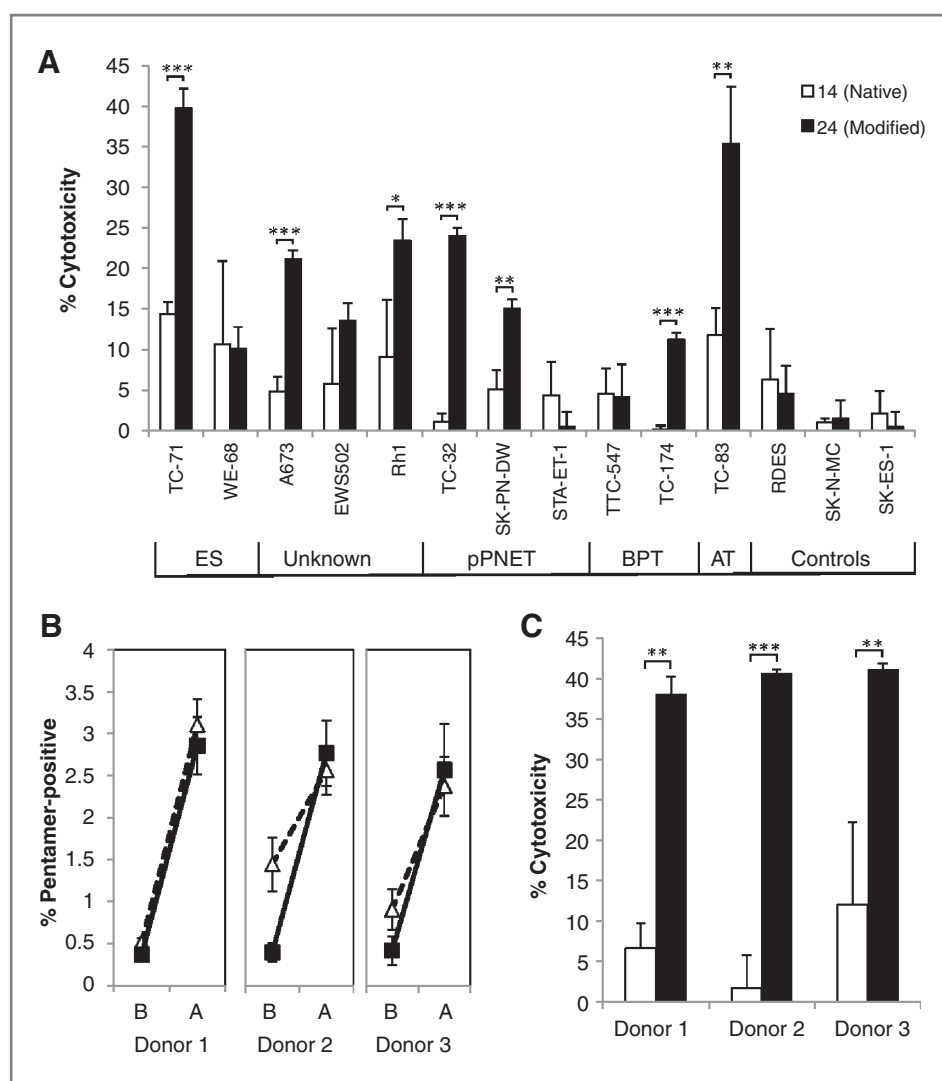 A
45
40
35
30
25
20
15
10
5
0
% Cytotoxicity
***
***
*
***
**
***
**
14 (Native)
24 (Modified)
TC-71
WE-68
A673
EWS502
Rh1
TC-32
SK-PN-DW
STA-ET-1
TTC-547
TC-174
TC-83
RDES
SK-N-MC
SK-ES-1
ES
Unknown
pPNET
BPT
AT
Controls
B
4
3.5
3
2.5
2
1.5
1
0.5
0
% Pentamer-positive
B A
B A
B A
Donor 1
Donor 2
Donor 3
C
45
40
35
30
25
20
15
10
5
0
% Cytotoxicity
**
***
**
Donor 1
Donor 2
Donor 3